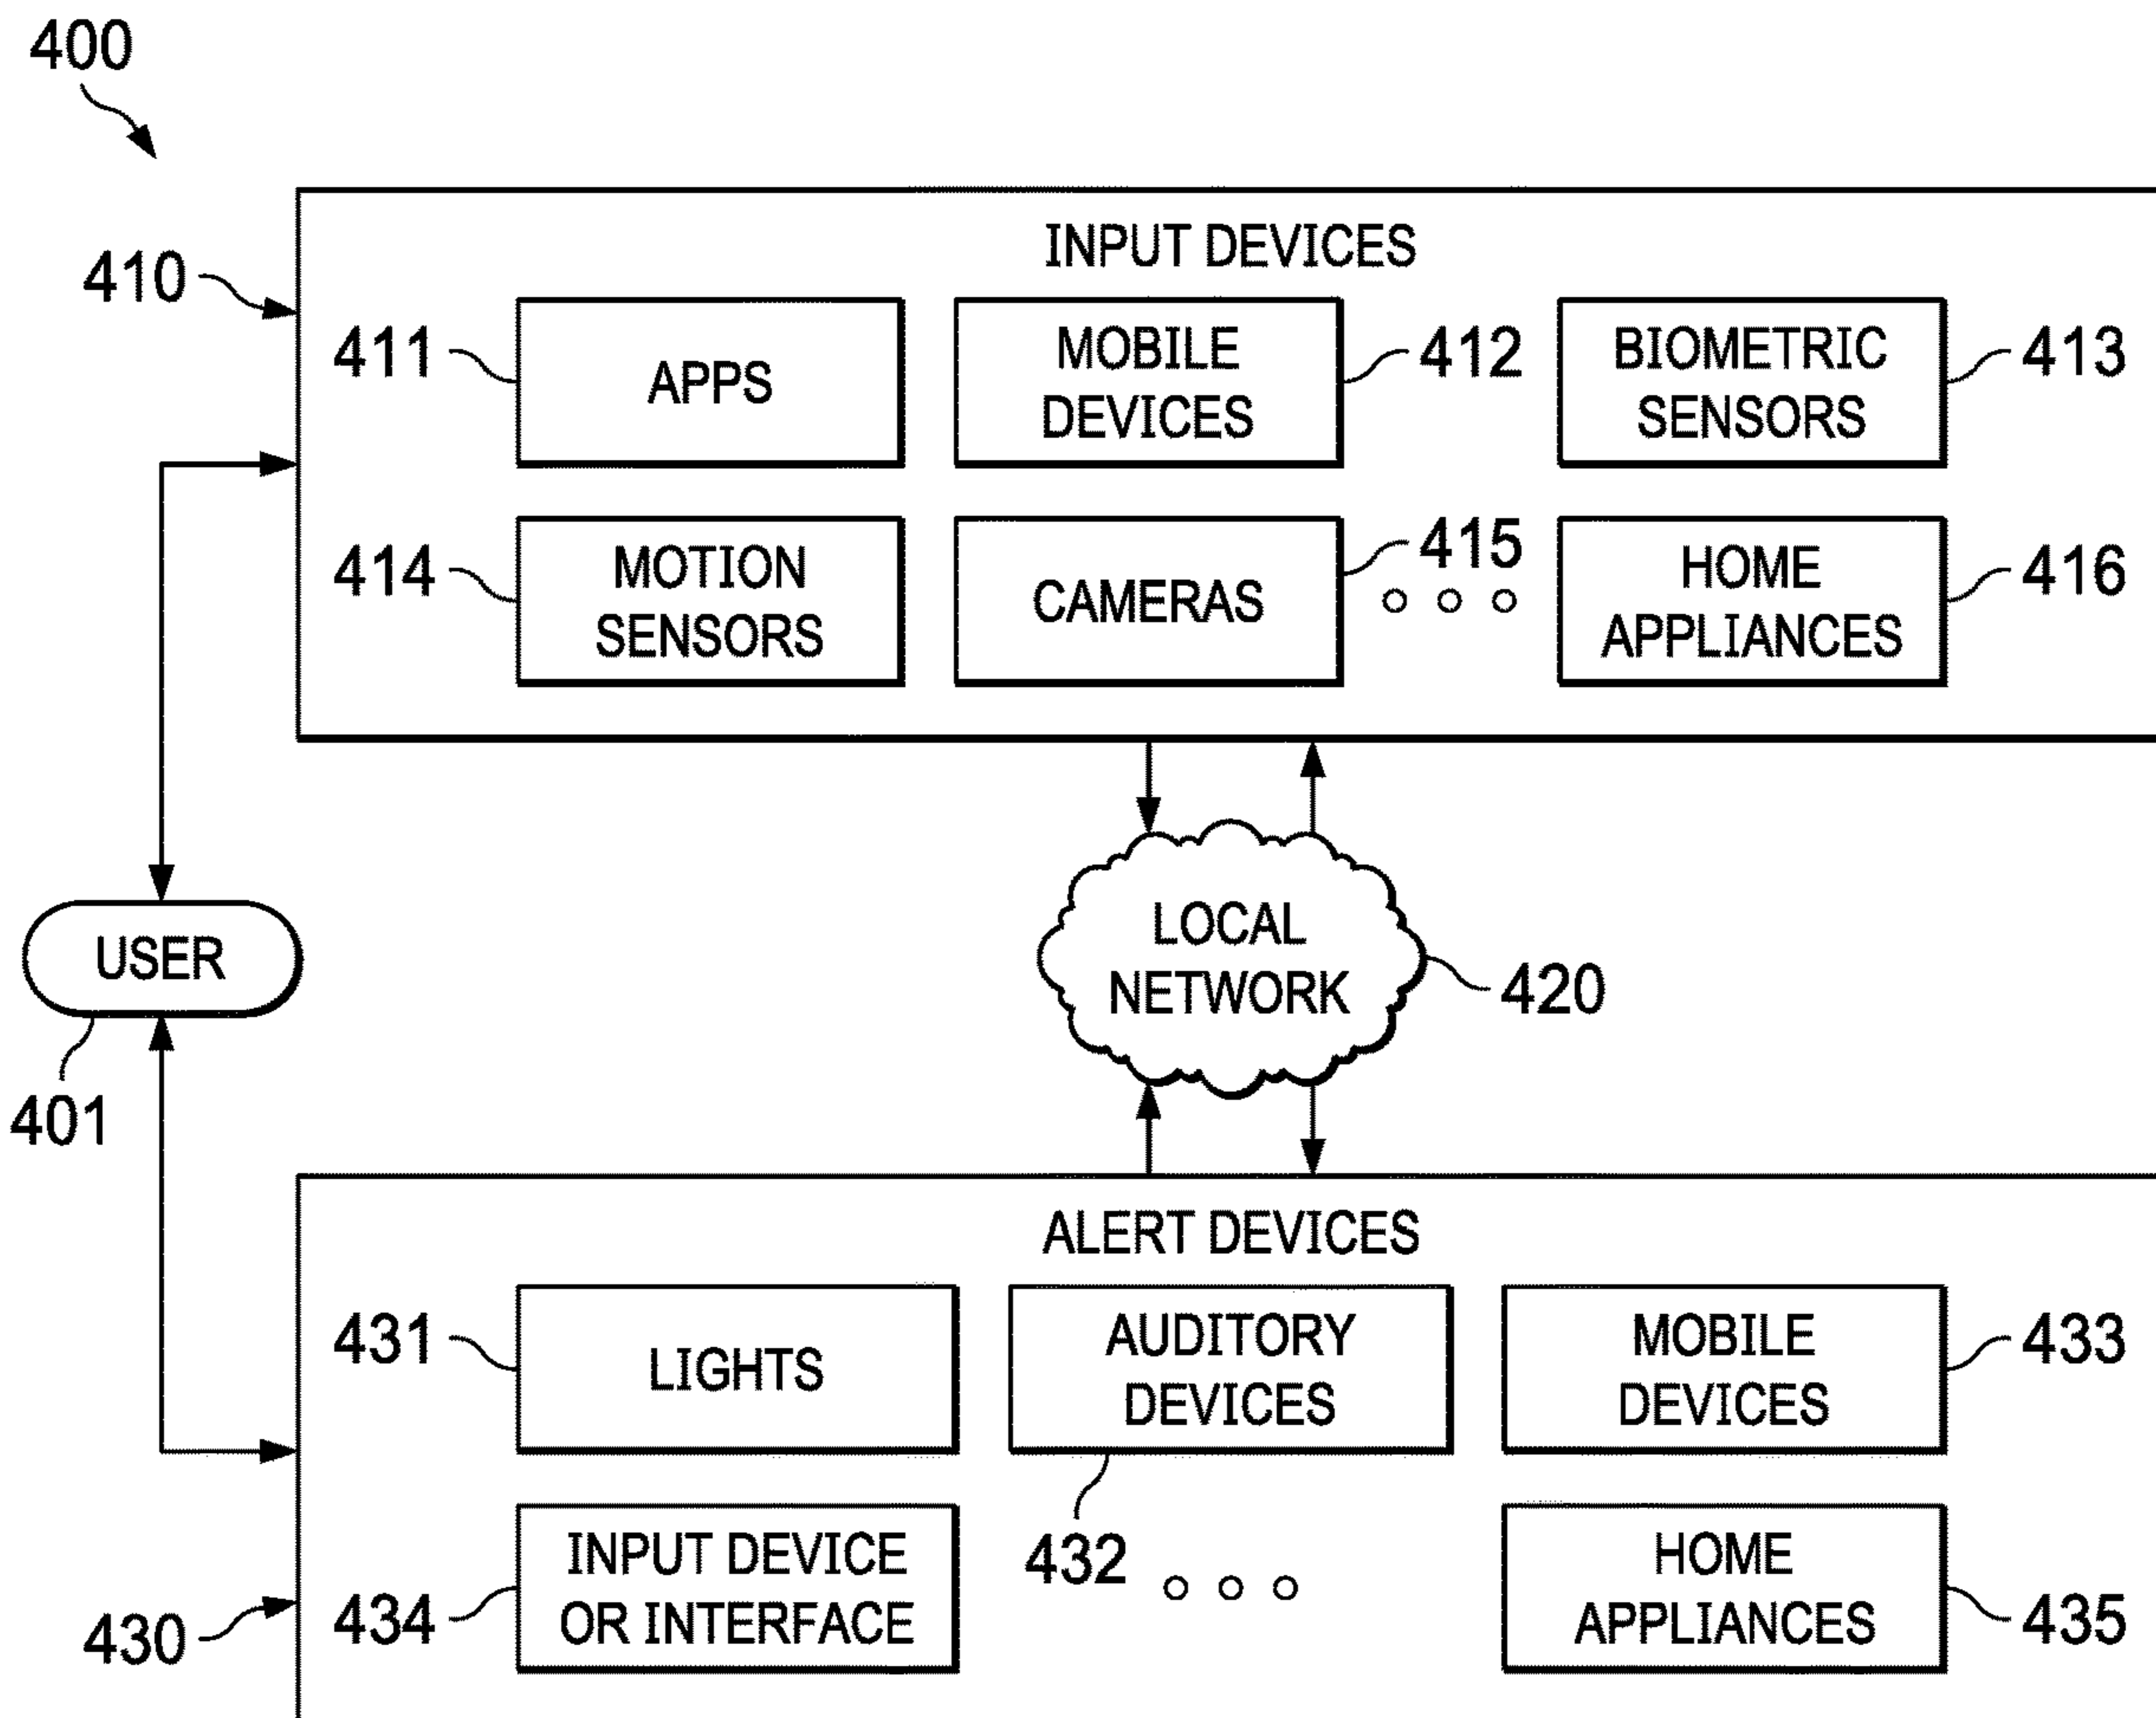 400
410
INPUT DEVICES
411
APPS
MOBILE
DEVICES
412
BIOMETRIC
SENSORS
413
414
MOTION
SENSORS
CAMERAS
415
HOME
APPLIANCES
416
USER
401
LOCAL
NETWORK
420
ALERT DEVICES
431
LIGHTS
AUDITORY
DEVICES
432
MOBILE
DEVICES
433
430
434
INPUT DEVICE
OR INTERFACE
HOME
APPLIANCES
435